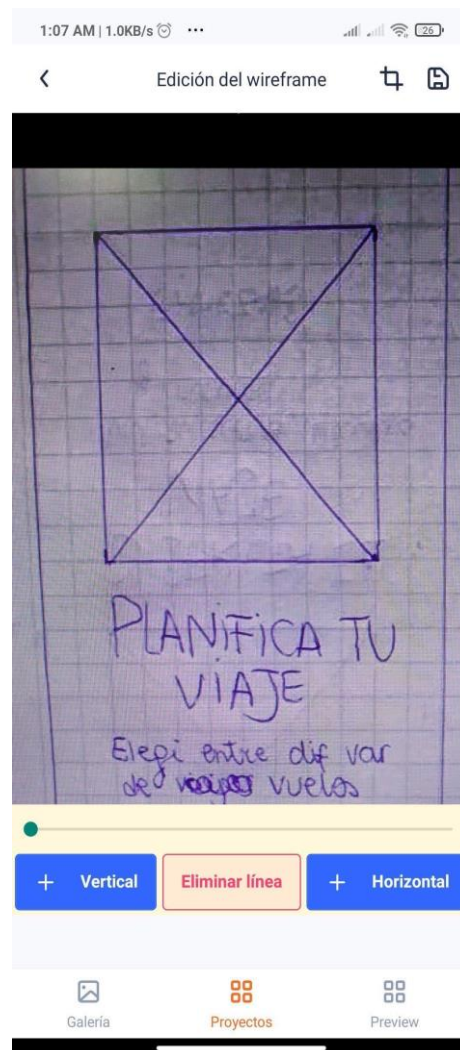 1:07 AM | 1.0KB/s
26
Edición del wireframe
PLANiFiCA TU
ViAJE
Elegi entre dif var
de vuelos
+ Vertical
Eliminar línea
+ Horizontal
Galería
Proyectos
Preview